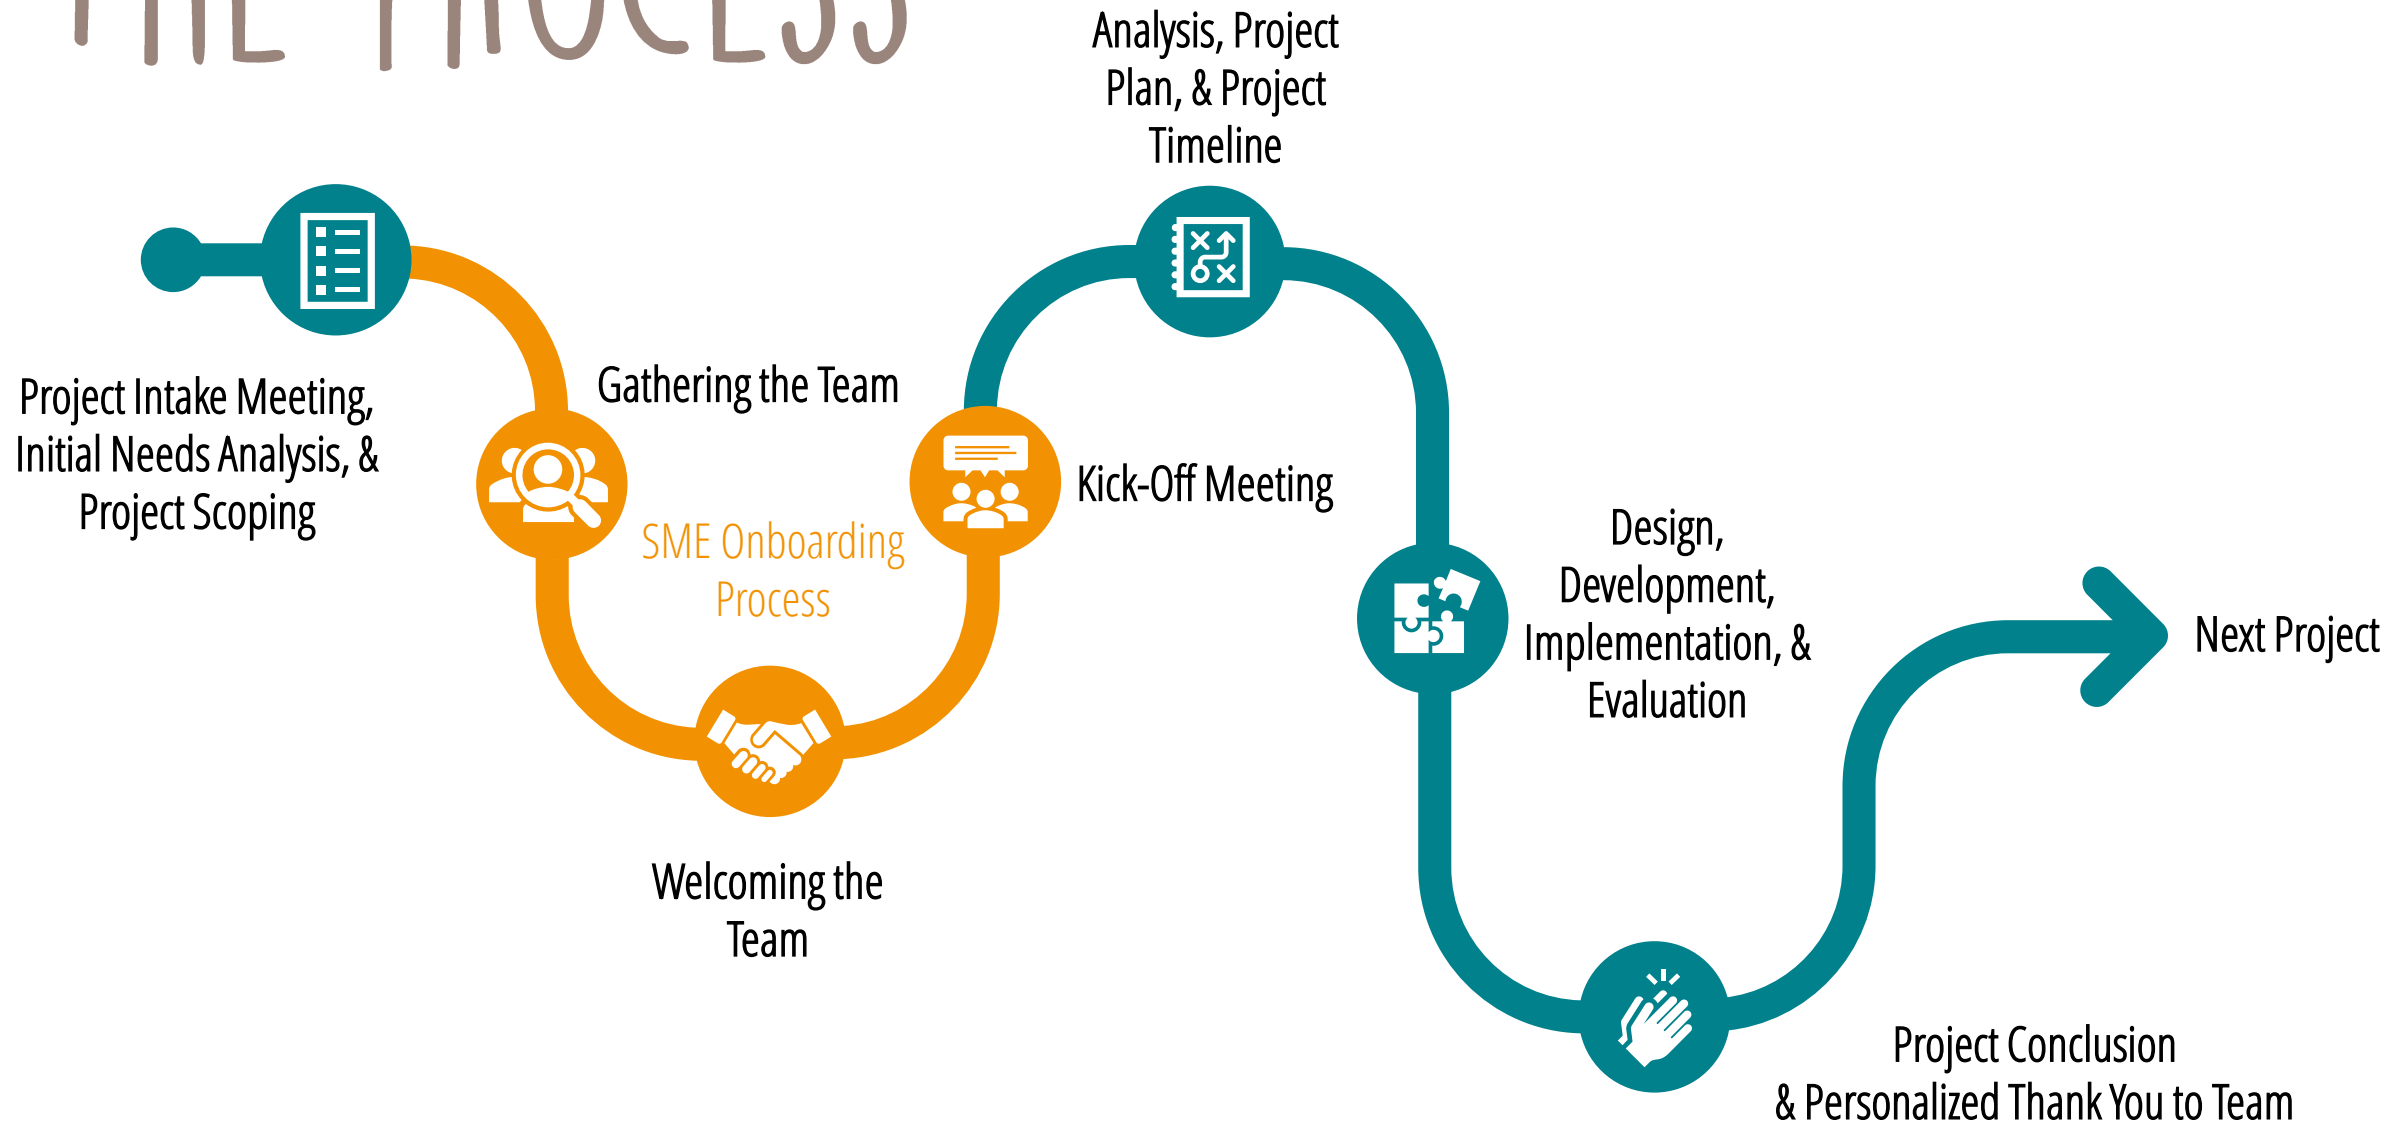 THE PROCESS
Analysis, Project
Plan, & Project
Timeline
Project Intake Meeting,
Initial Needs Analysis, &
Project Scoping
Gathering the Team
SME Onboarding
Process
Kick-Off Meeting
Welcoming the
Team
Design,
Development,
Implementation, &
Evaluation
Next Project
Project Conclusion
& Personalized Thank You to Team